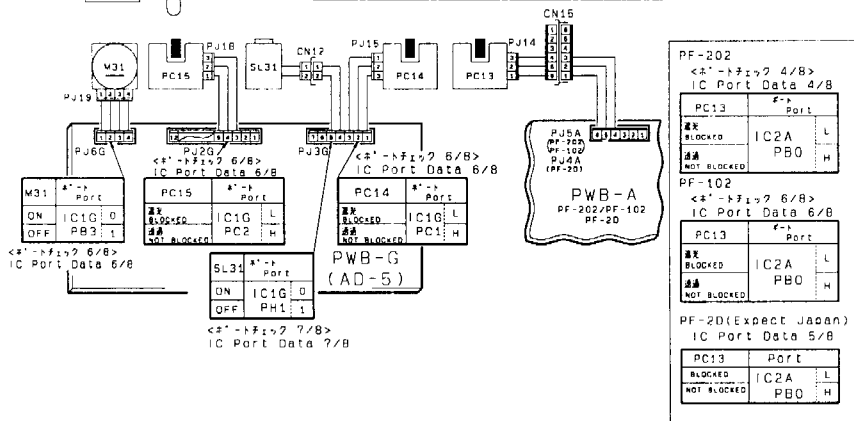 CN15
PJ18
CN12
PJ15
PJ14
M31
PC15
SL31
PC14
PC13
PJ19
PJ6G
PJ2G
PJ3G
PJ5A
(PF-202/
PF-102)
PJ4A
(PF-2D)
PWB-A
PF-202/PF-102
PF-2D
<ポートチェック 6/8>
IC Port Data 6/8
<ポートチェック 6/8>
IC Port Data 6/8
M31 ポート Port
ON IC1G 0
OFF PB3 1
<ポートチェック 6/8>
IC Port Data 6/8
PC15 ポート Port
遮光 BLOCKED IC1G L
透過 NOT BLOCKED PC2 H
PC14 ポート Port
遮光 BLOCKED IC1G L
透過 NOT BLOCKED PC1 H
PWB-G
(AD-5)
SL31 ポート Port
ON IC1G 0
OFF PH1 1
<ポートチェック 7/8>
IC Port Data 7/8
PF-202
<ポートチェック 4/8>
IC Port Data 4/8
PC13 ポート Port
遮光 BLOCKED IC2A L
透過 NOT BLOCKED PB0 H
PF-102
<ポートチェック 6/8>
IC Port Data 6/8
PC13 ポート Port
遮光 BLOCKED IC2A L
透過 NOT BLOCKED PB0 H
PF-2D(Expect Japan)
IC Port Data 5/8
PC13 Port
BLOCKED IC2A L
NOT BLOCKED PB0 H